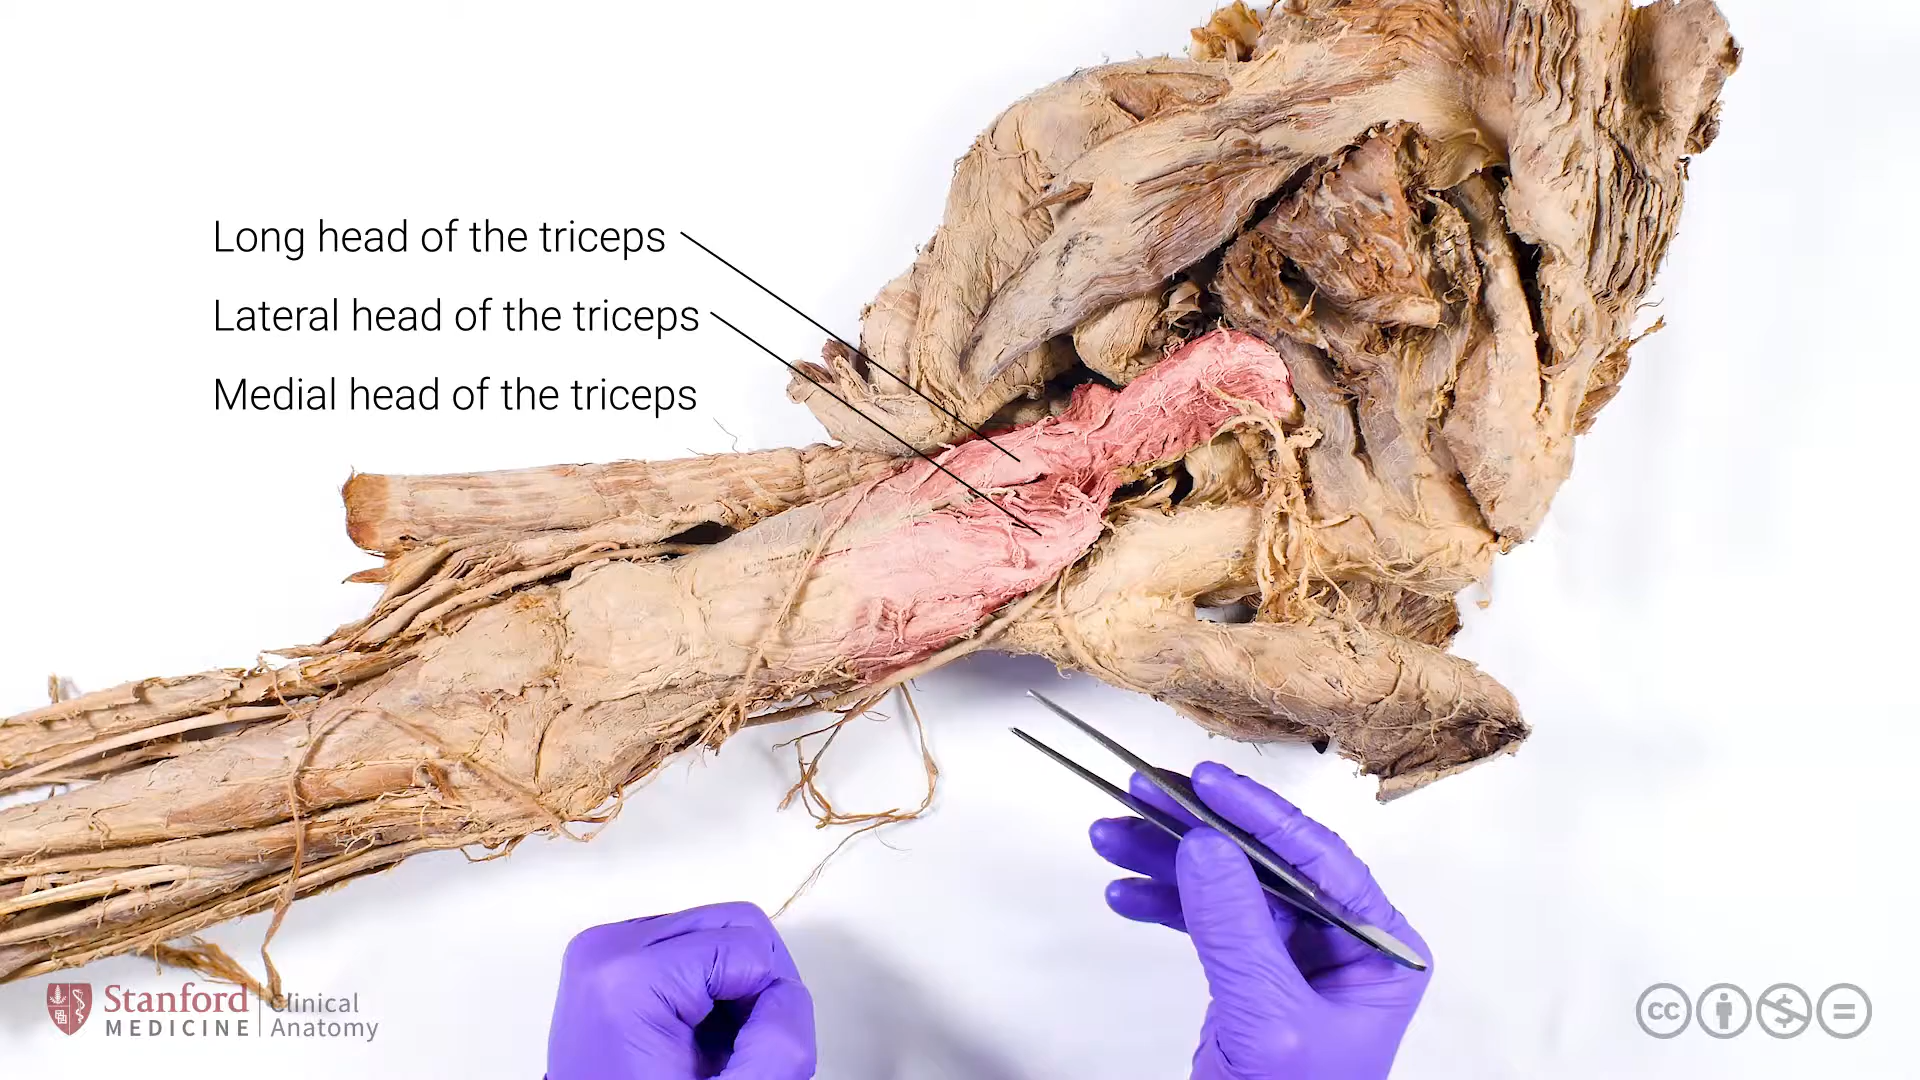 Long head of the triceps
Lateral head of the triceps
Medial head of the triceps
Stanford
MEDICINE
Clinical
Anatomy
cc